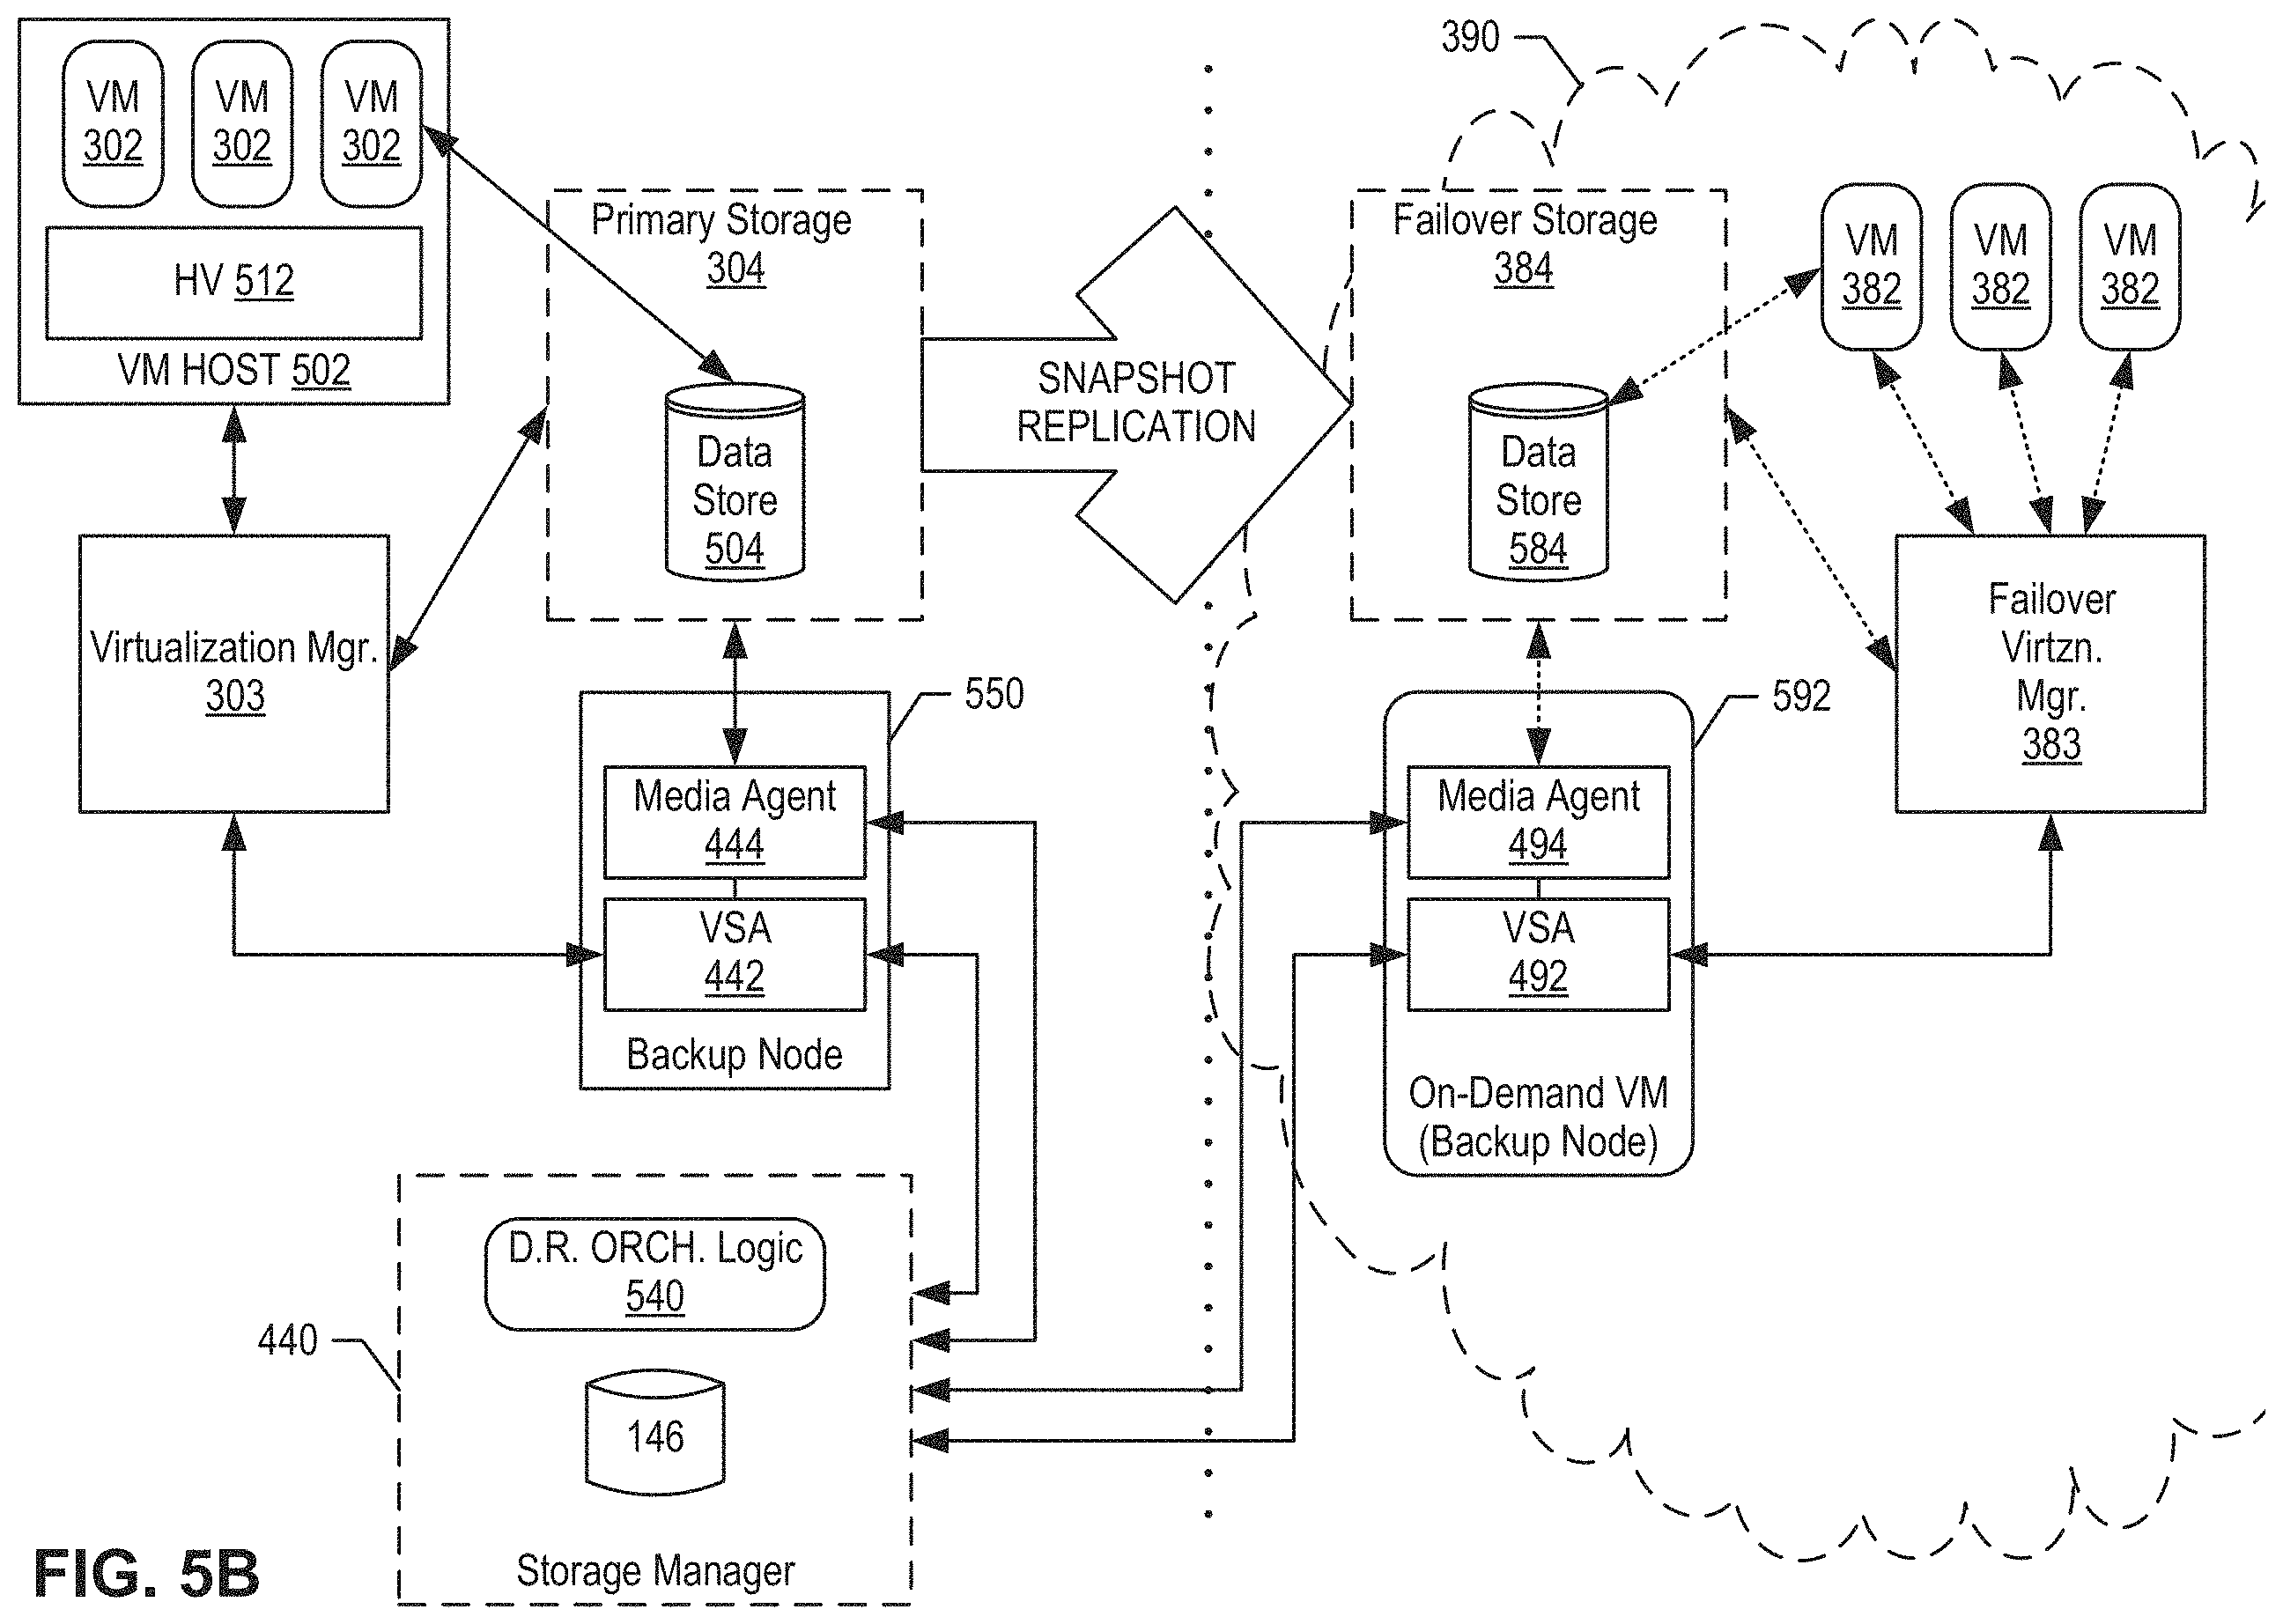 390
VM
302
VM
302
VM
302
HV 512
VM HOST 502
Primary Storage
304
Data
Store
504
SNAPSHOT
REPLICATION
Failover Storage
384
Data
Store
584
VM
382
VM
382
VM
382
Virtualization Mgr.
303
Failover
Virtzn.
Mgr.
383
550
Media Agent
444
VSA
442
Backup Node
592
Media Agent
494
VSA
492
On-Demand VM
(Backup Node)
440
D.R. ORCH. Logic
540
146
Storage Manager
FIG. 5B